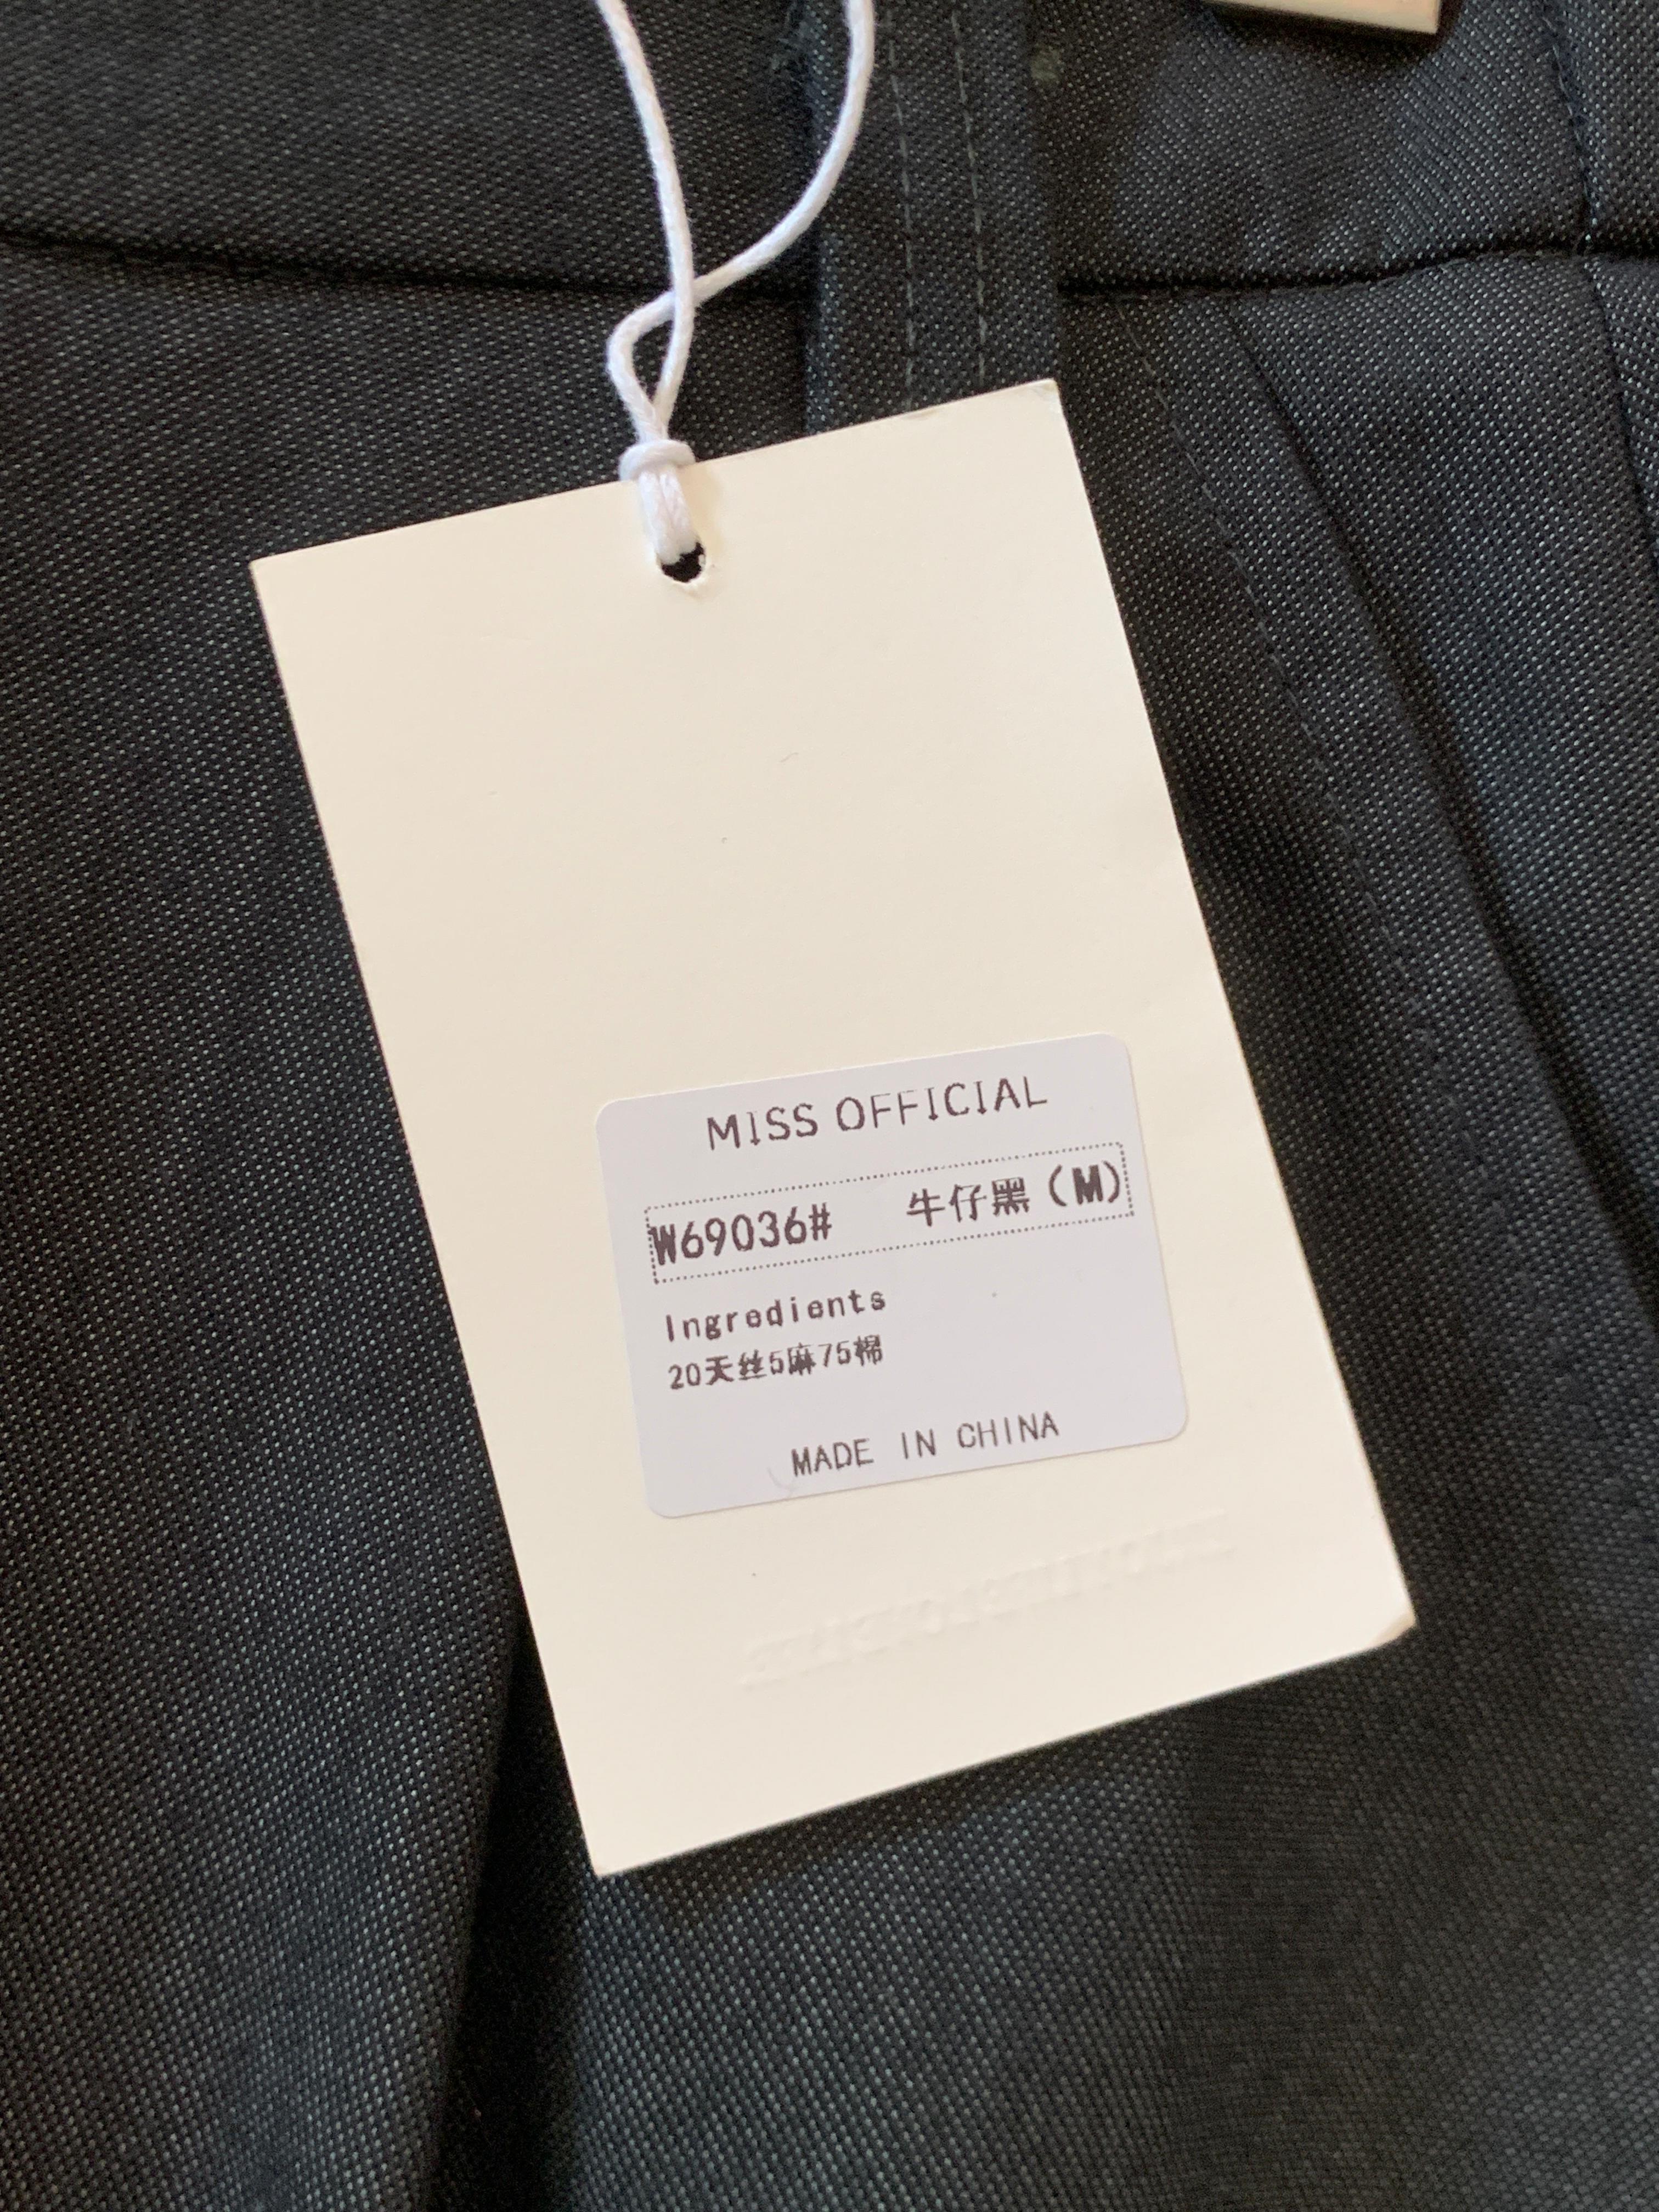 MISS OFFICIAL
W69036# 牛仔黑（M）
Ingredients
20天丝5麻75棉
MADE IN CHINA